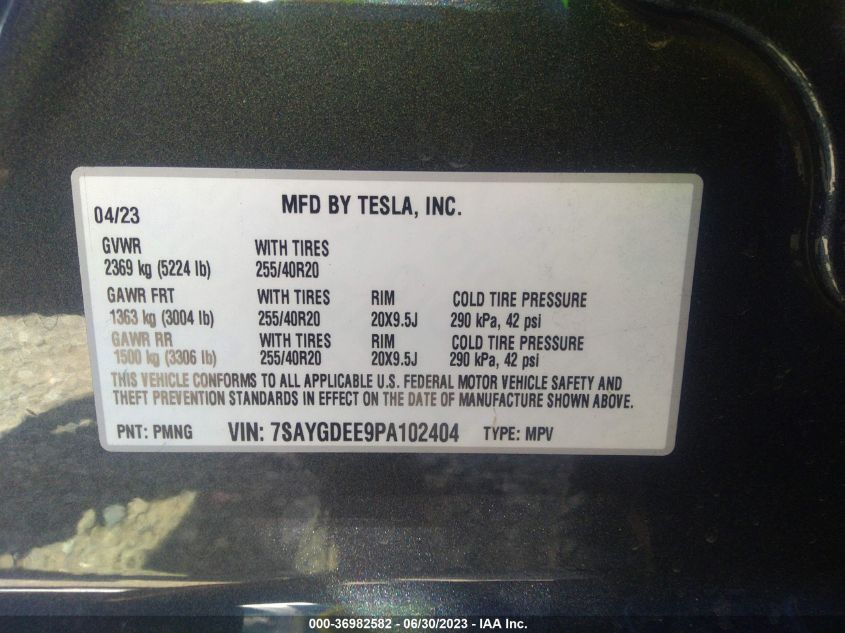 04/23 MFD BY TESLA, INC.
GVWR WITH TIRES
2369 kg (5224 lb) 255/40R20
GAWR FRT WITH TIRES RIM COLD TIRE PRESSURE
1363 kg (3004 lb) 255/40R20 20X9.5J 290 kPa, 42 psi
GAWR RR WITH TIRES RIM COLD TIRE PRESSURE
1500 kg (3306 lb) 255/40R20 20X9.5J 290 kPa, 42 psi
THIS VEHICLE CONFORMS TO ALL APPLICABLE U.S. FEDERAL MOTOR VEHICLE SAFETY AND
THEFT PREVENTION STANDARDS IN EFFECT ON THE DATE OF MANUFACTURE SHOWN ABOVE.
PNT: PMNG VIN: 7SAYGDEE9PA102404 TYPE: MPV
000-36982582 - 06/30/2023 - IAA Inc.